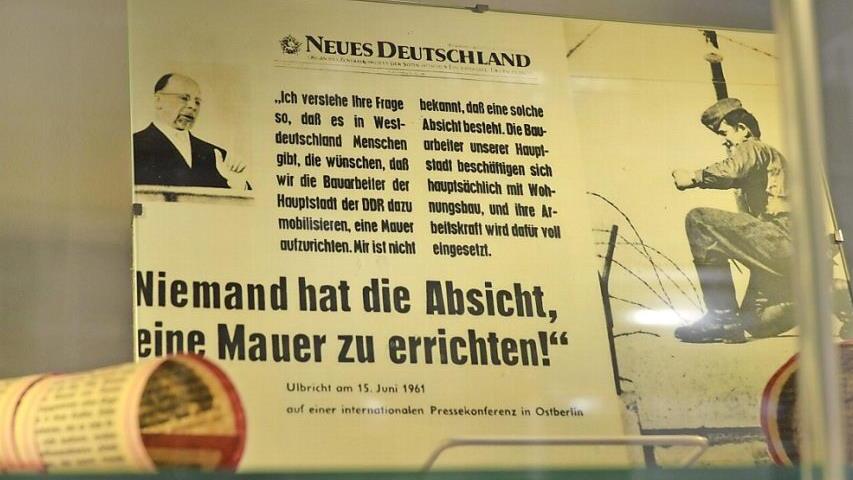 NEUES DEUTSCHLAND
„Ich verstehe Ihre Frage
so, daß es in West-
deutschland Menschen
gibt, die wünschen, daß
wir die Bauarbeiter der
Hauptstadt der DDR dazu
mobilisieren, eine Mauer
aufzurichten. Mir ist nicht
bekannt, daß eine solche
Absicht besteht. Die Bau-
arbeiter unserer Haupt-
stadt beschäftigen sich
hauptsächlich mit Woh-
nungsbau, und ihre Ar-
beitskraft wird dafür voll
eingesetzt.
Niemand hat die Absicht,
eine Mauer zu errichten!“
Ulbricht am 15. Juni 1961
auf einer internationalen Pressekonferenz in Ostberlin